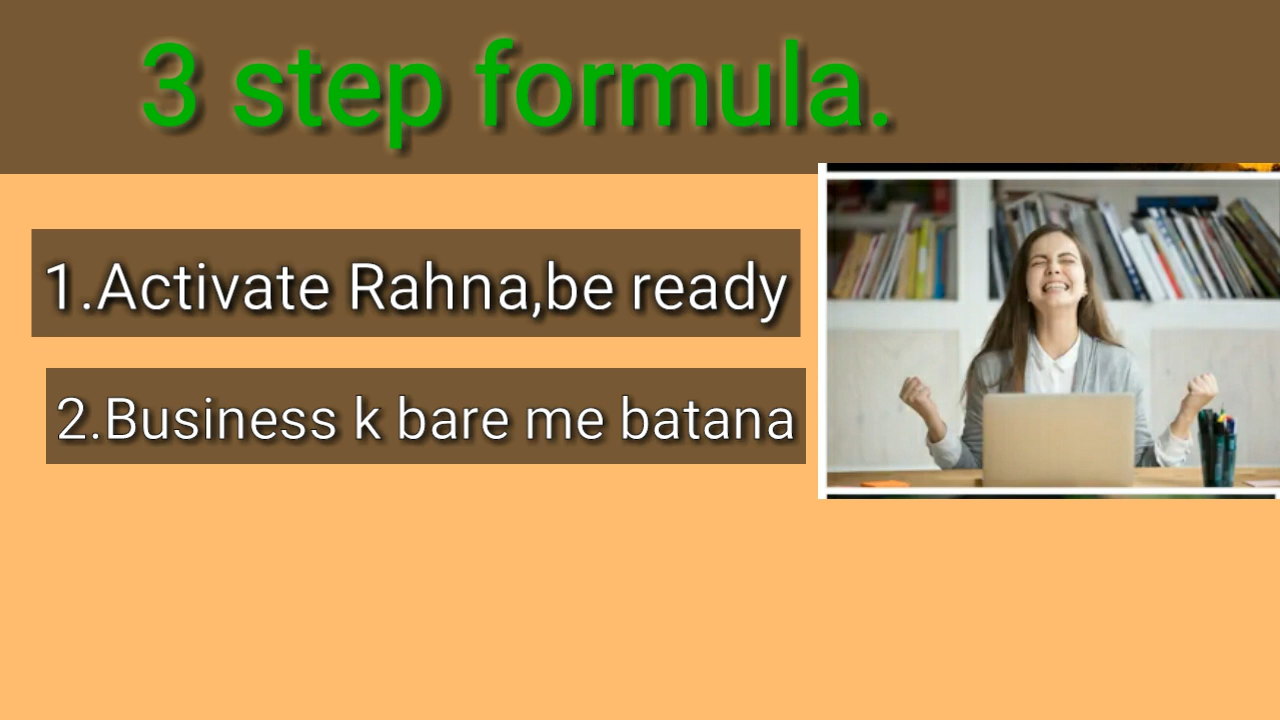 3 step formula.
1.Activate Rahna,be ready
2.Business k bare me batana